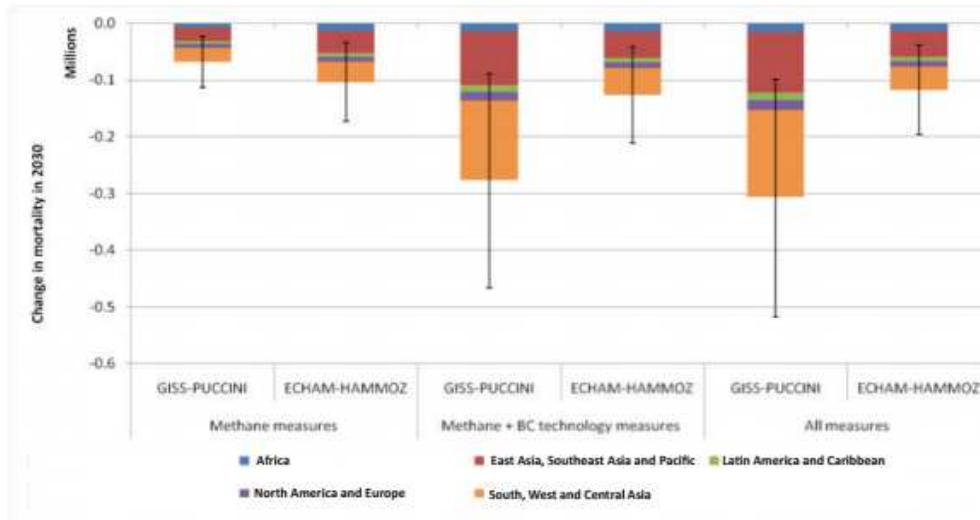 0.0
Millions
-0.1
-0.2
Change in mortality in 2030
-0.3
-0.4
-0.5
-0.6
GISS-PUCCINI ECHAM-HAMMOZ GISS-PUCCINI ECHAM-HAMMOZ GISS-PUCCINI ECHAM-HAMMOZ
Methane measures Methane + BC technology measures All measures
Africa East Asia, Southeast Asia and Pacific Latin America and Caribbean
North America and Europe South, West and Central Asia